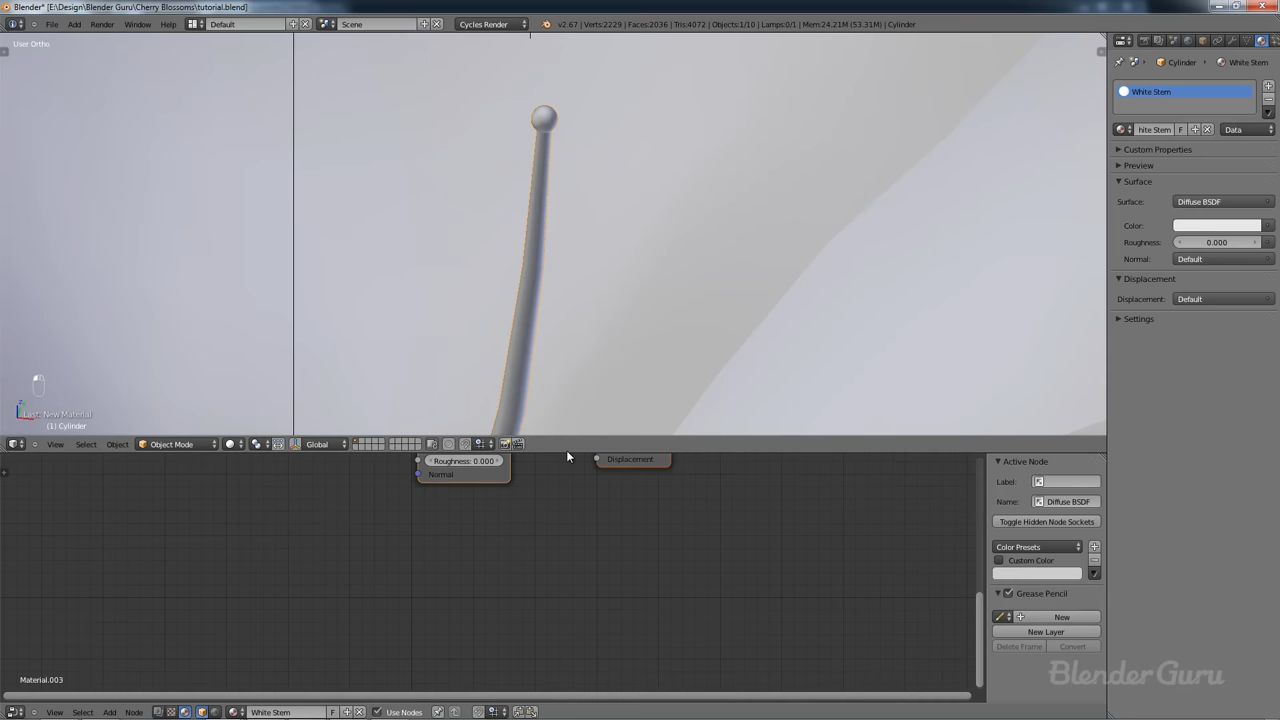 Blender* [E:\Design\Blender Guru\Cherry Blossoms\tutorial.blend]
File Add Render Window Help Default Scene Cycles Render v2.67 | Verts:2229 | Faces:2036 | Tris:4072 | Objects:1/10 | Lamps:0/1 | Mem:24.21M (53.31M) | Cylinder
User Ortho
Cylinder White Stem
White Stem
hite Stem F Data
Custom Properties
Preview
Surface
Surface: Diffuse BSDF
Color:
Roughness: 0.000
Normal: Default
Displacement
Displacement: Default
Settings
Last: New Material
(1) Cylinder
View Select Object Object Mode Global
Roughness: 0.000
Normal
Displacement
Active Node
Label:
Name: Diffuse BSDF
Toggle Hidden Node Sockets
Color Presets
Custom Color
Grease Pencil
New
New Layer
Delete Frame Convert
BlenderGuru
Material.003
View Select Add Node White Stem F Use Nodes